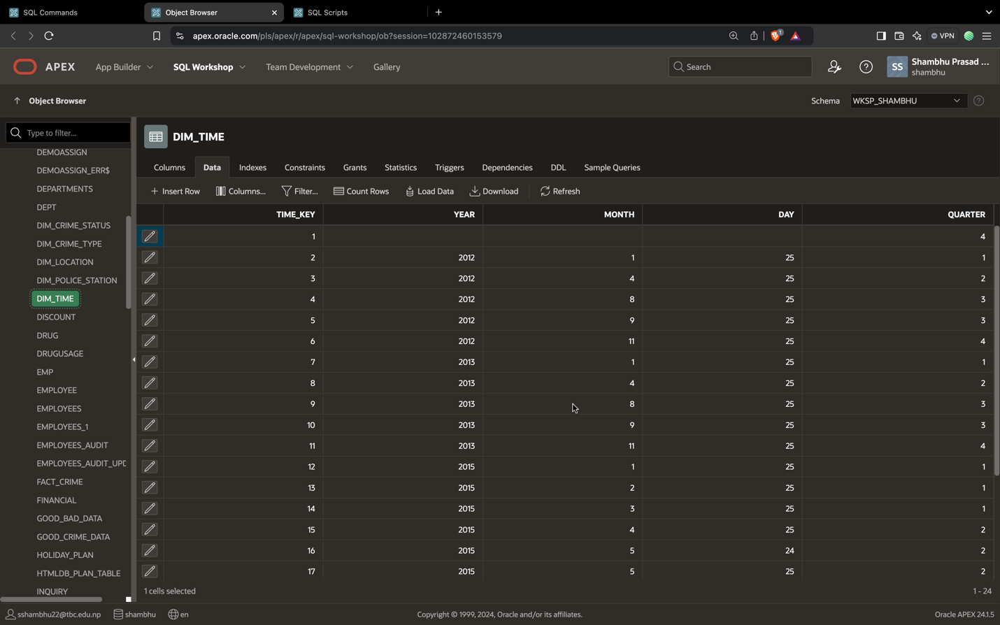 SQL Commands
Object Browser
SQL Scripts
apex.oracle.com/pls/apex/r/apex/sql-workshop/ob?session=102872460153579
1
VPN
APEX
App Builder
SQL Workshop
Team Development
Gallery
Search
SS
Shambhu Prasad ...
shambhu
Object Browser
Schema
WKSP_SHAMBHU
Type to filter...
DEMOASSIGN
DEMOASSIGN_ERR$
DEPARTMENTS
DEPT
DIM_CRIME_STATUS
DIM_CRIME_TYPE
DIM_LOCATION
DIM_POLICE_STATION
DIM_TIME
DISCOUNT
DRUG
DRUGUSAGE
EMP
EMPLOYEE
EMPLOYEES
EMPLOYEES_1
EMPLOYEES_AUDIT
EMPLOYEES_AUDIT_UPD
FACT_CRIME
FINANCIAL
GOOD_BAD_DATA
GOOD_CRIME_DATA
HOLIDAY_PLAN
HTMLDB_PLAN_TABLE
INQUIRY
DIM_TIME
Columns Data Indexes Constraints Grants Statistics Triggers Dependencies DDL Sample Queries
Insert Row Columns... Filter... Count Rows Load Data Download Refresh
TIME_KEY YEAR MONTH DAY QUARTER
1 4
2 2012 1 25 1
3 2012 4 25 2
4 2012 8 25 3
5 2012 9 25 3
6 2012 11 25 4
7 2013 1 25 1
8 2013 4 25 2
9 2013 8 25 3
10 2013 9 25 3
11 2013 11 25 4
12 2015 1 25 1
13 2015 2 25 1
14 2015 3 25 1
15 2015 4 25 2
16 2015 5 24 2
17 2015 5 25 2
1 cells selected
1 - 24
sshambhu22@tbc.edu.np
shambhu
en
Copyright © 1999, 2024, Oracle and/or its affiliates.
Oracle APEX 24.1.5